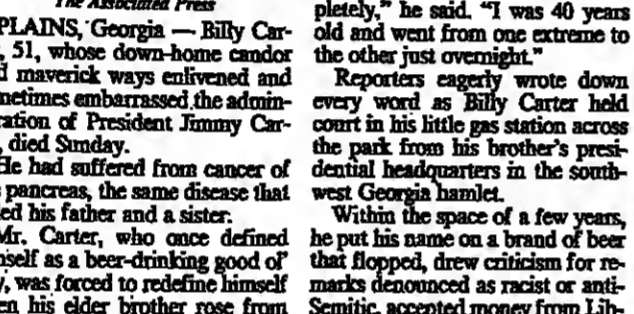 The Associated Press
PLAINS, Georgia — Billy Car-
, 51, whose down-home candor
d maverick ways enlivened and
netimes embarrassed the admin-
ration of President Jimmy Car-
, died Sunday.
He had suffered from cancer of
pancreas, the same disease that
ed his father and a sister.
Mr. Carter, who once defined
nself as a beer-drinking good ol'
, was forced to redefine himself
en his elder brother rose from
pletely," he said. "I was 40 years
old and went from one extreme to
the other just overnight."
Reporters eagerly wrote down
every word as Billy Carter held
court in his little gas station across
the park from his brother's presi-
dential headquarters in the south-
west Georgia hamlet.
Within the space of a few years,
he put his name on a brand of beer
that flopped, drew criticism for re-
marks denounced as racist or anti-
Semitic, accepted money from Lib-